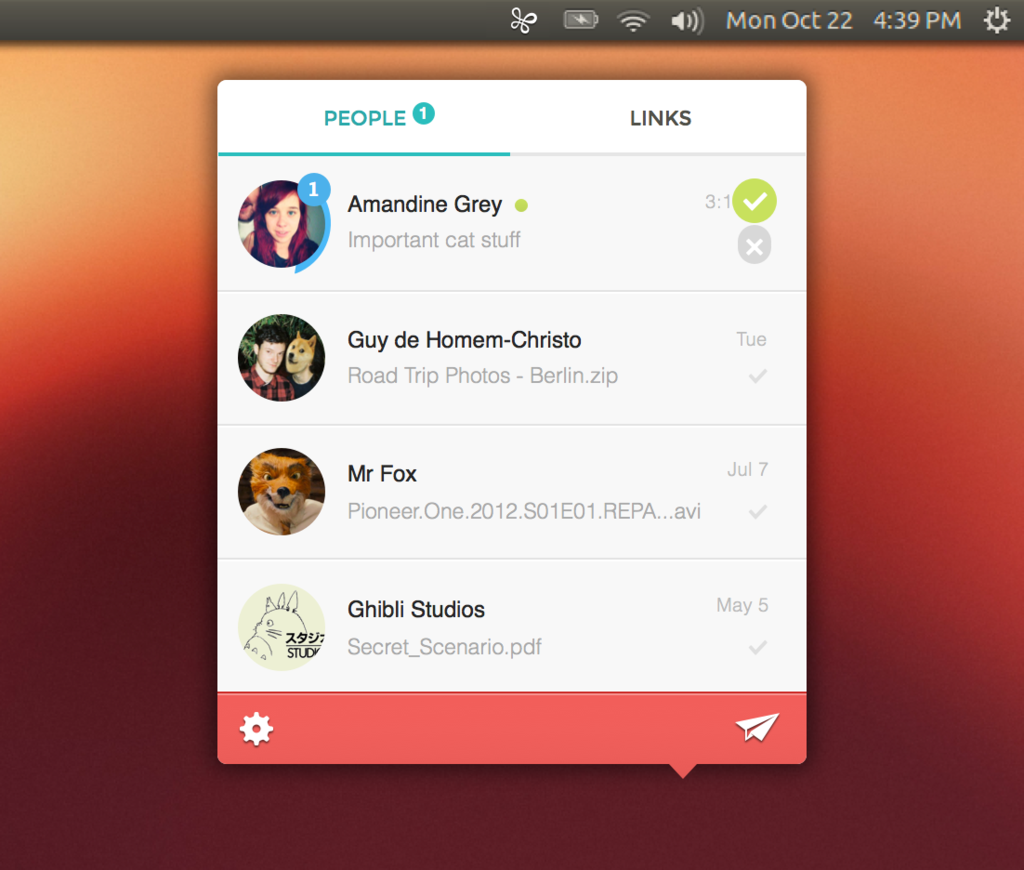 Mon Oct 22 4:39 PM
PEOPLE 1
LINKS
1
Amandine Grey
3:1
Important cat stuff
Guy de Homem-Christo
Tue
Road Trip Photos - Berlin.zip
Mr Fox
Jul 7
Pioneer.One.2012.S01E01.REPA...avi
Ghibli Studios
May 5
Secret_Scenario.pdf
スタジ
STUDI